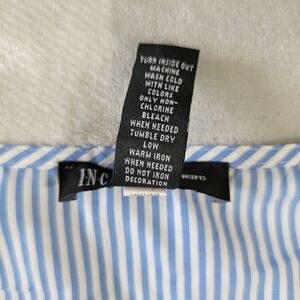 TURN INSIDE OUT
MACHINE
WASH COLD
WITH LIKE
COLORS
ONLY NON-
CHLORINE
BLEACH
WHEN NEEDED
TUMBLE DRY
LOW
WARM IRON
WHEN NEEDED
DO NOT IRON
DECORATION
IN·C